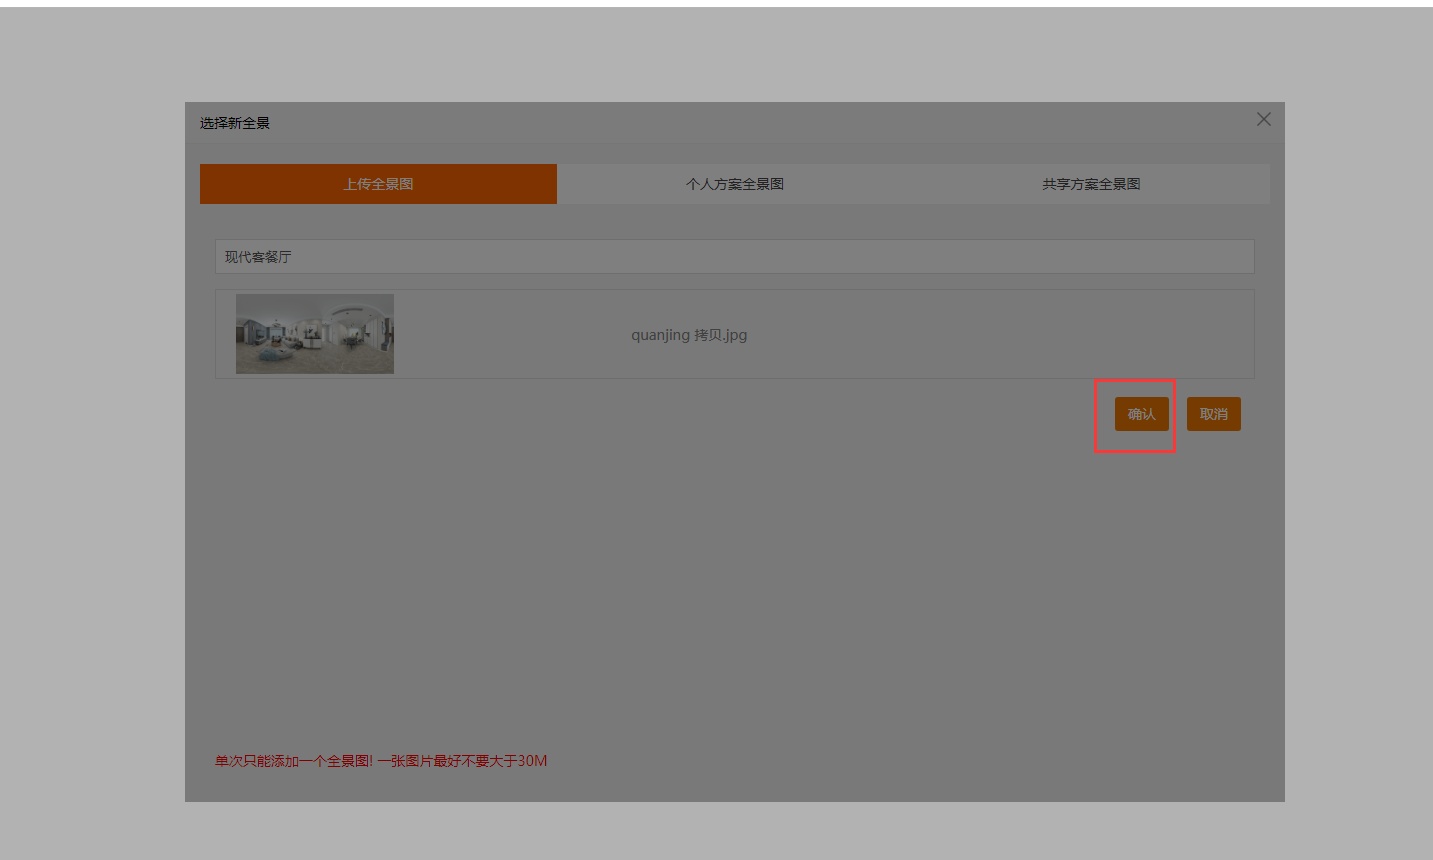 选择新全景
上传全景图 个人方案全景图 共享方案全景图
现代客餐厅
quanjing 拷贝.jpg
确认 取消
单次只能添加一个全景图! 一张图片最好不要大于30M